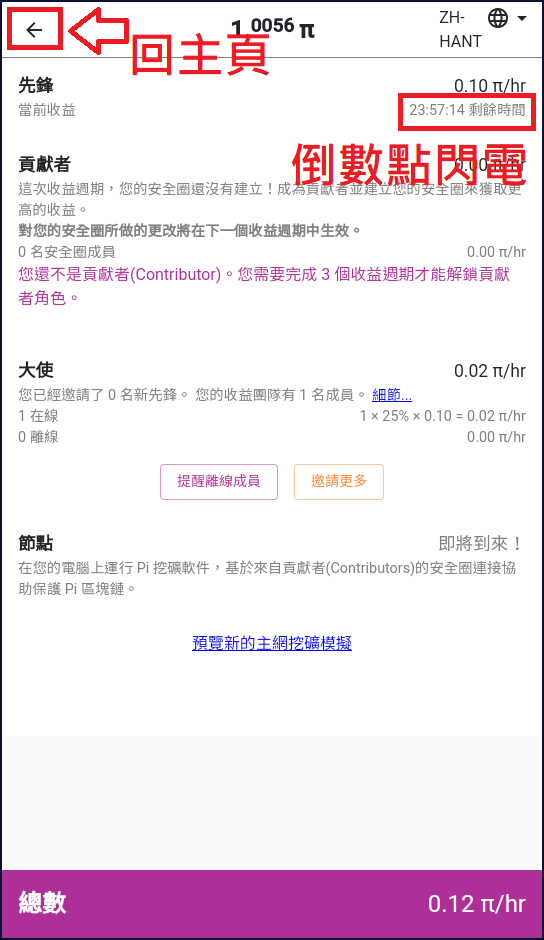 1.0056 π
ZH-
HANT
回主頁
先鋒 0.10 π/hr
當前收益 23:57:14 剩餘時間
倒數點閃電
貢獻者 0.00 π/hr
這次收益週期，您的安全圈還沒有建立！成為貢獻者並建立您的安全圈來獲取更
高的收益。
對您的安全圈所做的更改將在下一個收益週期中生效。
0 名安全圈成員 0.00 π/hr
您還不是貢獻者(Contributor)。您需要完成 3 個收益週期才能解鎖貢獻
者角色。
大使 0.02 π/hr
您已經邀請了 0 名新先鋒。 您的收益團隊有 1 名成員。 細節...
1 在線 1 × 25% × 0.10 = 0.02 π/hr
0 離線 0.00 π/hr
提醒離線成員 邀請更多
節點 即將到來！
在您的電腦上運行 Pi 挖礦軟件，基於來自貢獻者(Contributors)的安全圈連接協
助保護 Pi 區塊鏈。
預覽新的主網挖礦模擬
總數 0.12 π/hr